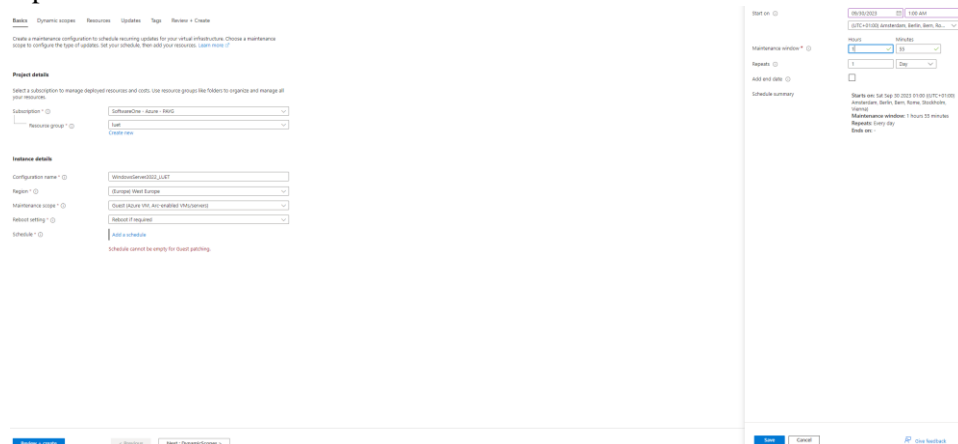 Basics Dynamic scopes Resources Updates Tags Review + Create
Create a maintenance configuration to schedule recurring updates for your virtual infrastructure. Choose a maintenance
scope to configure the type of updates. Set your schedule, then add your resources. Learn more
Project details
Select a subscription to manage deployed resources and costs. Use resource groups like folders to organize and manage all
your resources.
Subscription *
SoftwareOne - Azure - PAYG
Resource group *
luet
Create new
Instance details
Configuration name *
WindowsServer2022_LUET
Region *
(Europe) West Europe
Maintenance scope *
Guest (Azure VM, Arc-enabled VMs/servers)
Reboot setting *
Reboot if required
Schedule *
Add a schedule
Schedule cannot be empty for Guest patching.
Review + create < Previous Next : DynamicScopes >
Start on
09/30/2023 1:00 AM
(UTC+01:00) Amsterdam, Berlin, Bern, Ro...
Hours Minutes
Maintenance window *
55
Repeats
1 Day
Add end date
Schedule summary
Starts on: Sat Sep 30 2023 01:00 (UTC+01:00)
Amsterdam, Berlin, Bern, Rome, Stockholm,
Vienna)
Maintenance window: 1 hours 55 minutes
Repeats: Every day
Ends on: -
Save Cancel Give feedback